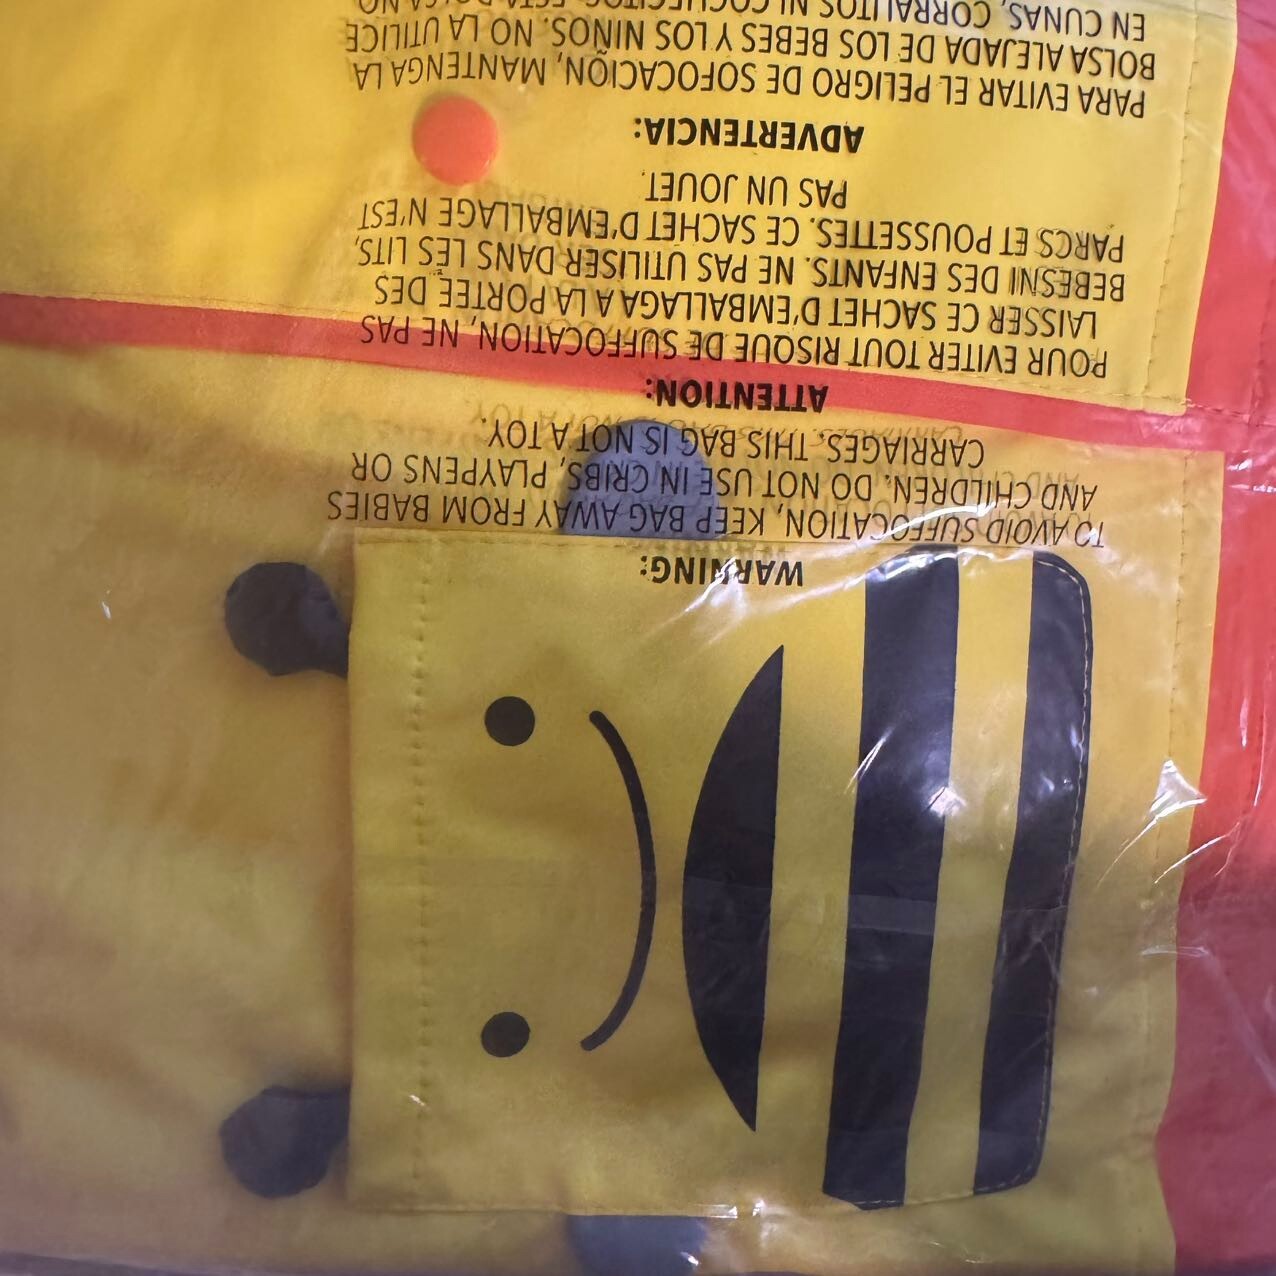 WARNING:
TO AVOID SUFFOCATION, KEEP BAG AWAY FROM BABIES
AND CHILDREN. DO NOT USE IN CRIBS, PLAYPENS OR
CARRIAGES. THIS BAG IS NOT A TOY.
ATTENTION:
POUR EVITER TOUT RISQUE DE SUFFOCATION, NE PAS
LAISSER CE SACHET D'EMBALLAGA A LA PORTEE DES
BEBESNI DES ENFANTS. NE PAS UTILISER DANS LES LITS,
PARCS ET POUSSETTES. CE SACHET D'EMBALLAGE N'EST
PAS UN JOUET.
ADVERTENCIA:
PARA EVITAR EL PELIGRO DE SOFOCACIÕN, MANTENGA LA
BOLSA ALEJADA DE LOS BEBES Y LOS NIÑOS. NO LA UTILICE
EN CUNAS, CORRALITOS NI COCHECITOS. ESTA BOLSA NO